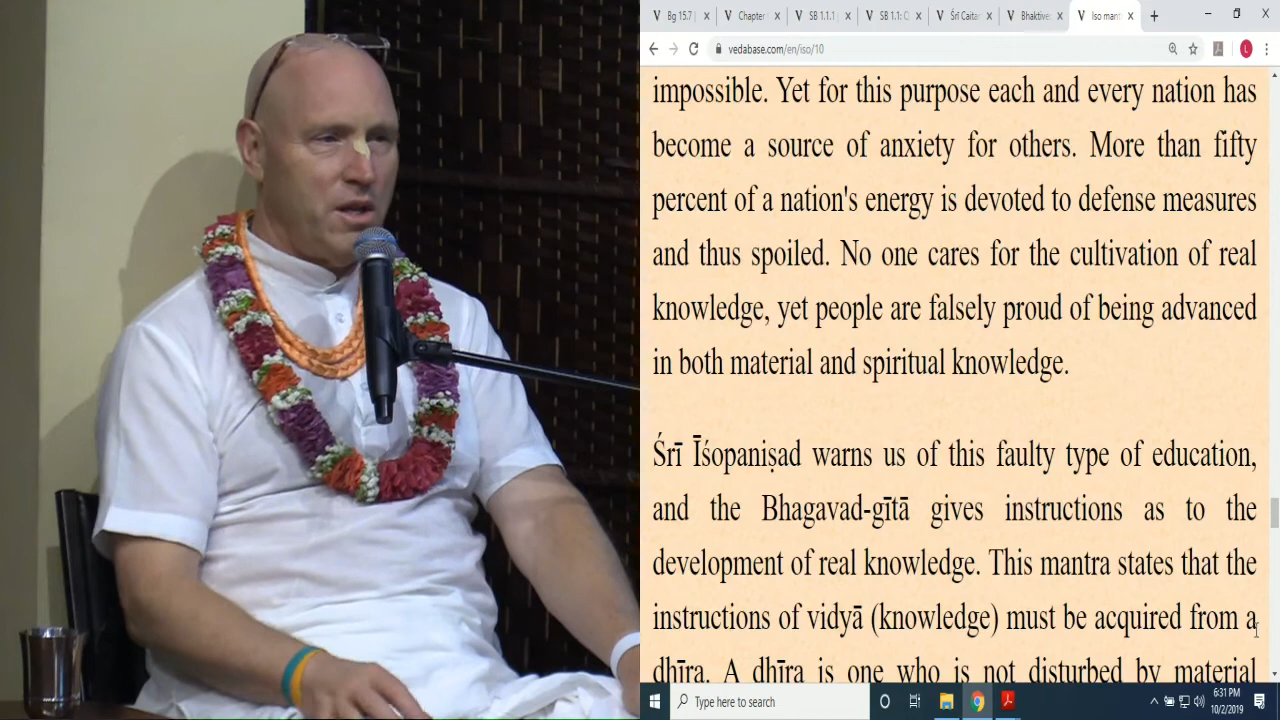 Bg 15.7
Chapter
SB 1.1.1
SB 1.1: Q
Śrī Caitan
Bhaktive
Iso mant
vedabase.com/en/iso/10
impossible. Yet for this purpose each and every nation has
become a source of anxiety for others. More than fifty
percent of a nation's energy is devoted to defense measures
and thus spoiled. No one cares for the cultivation of real
knowledge, yet people are falsely proud of being advanced
in both material and spiritual knowledge.
Śrī Īśopaniṣad warns us of this faulty type of education,
and the Bhagavad-gītā gives instructions as to the
development of real knowledge. This mantra states that the
instructions of vidyā (knowledge) must be acquired from a
dhīra. A dhīra is one who is not disturbed by material
Type here to search
6:31 PM
10/2/2019